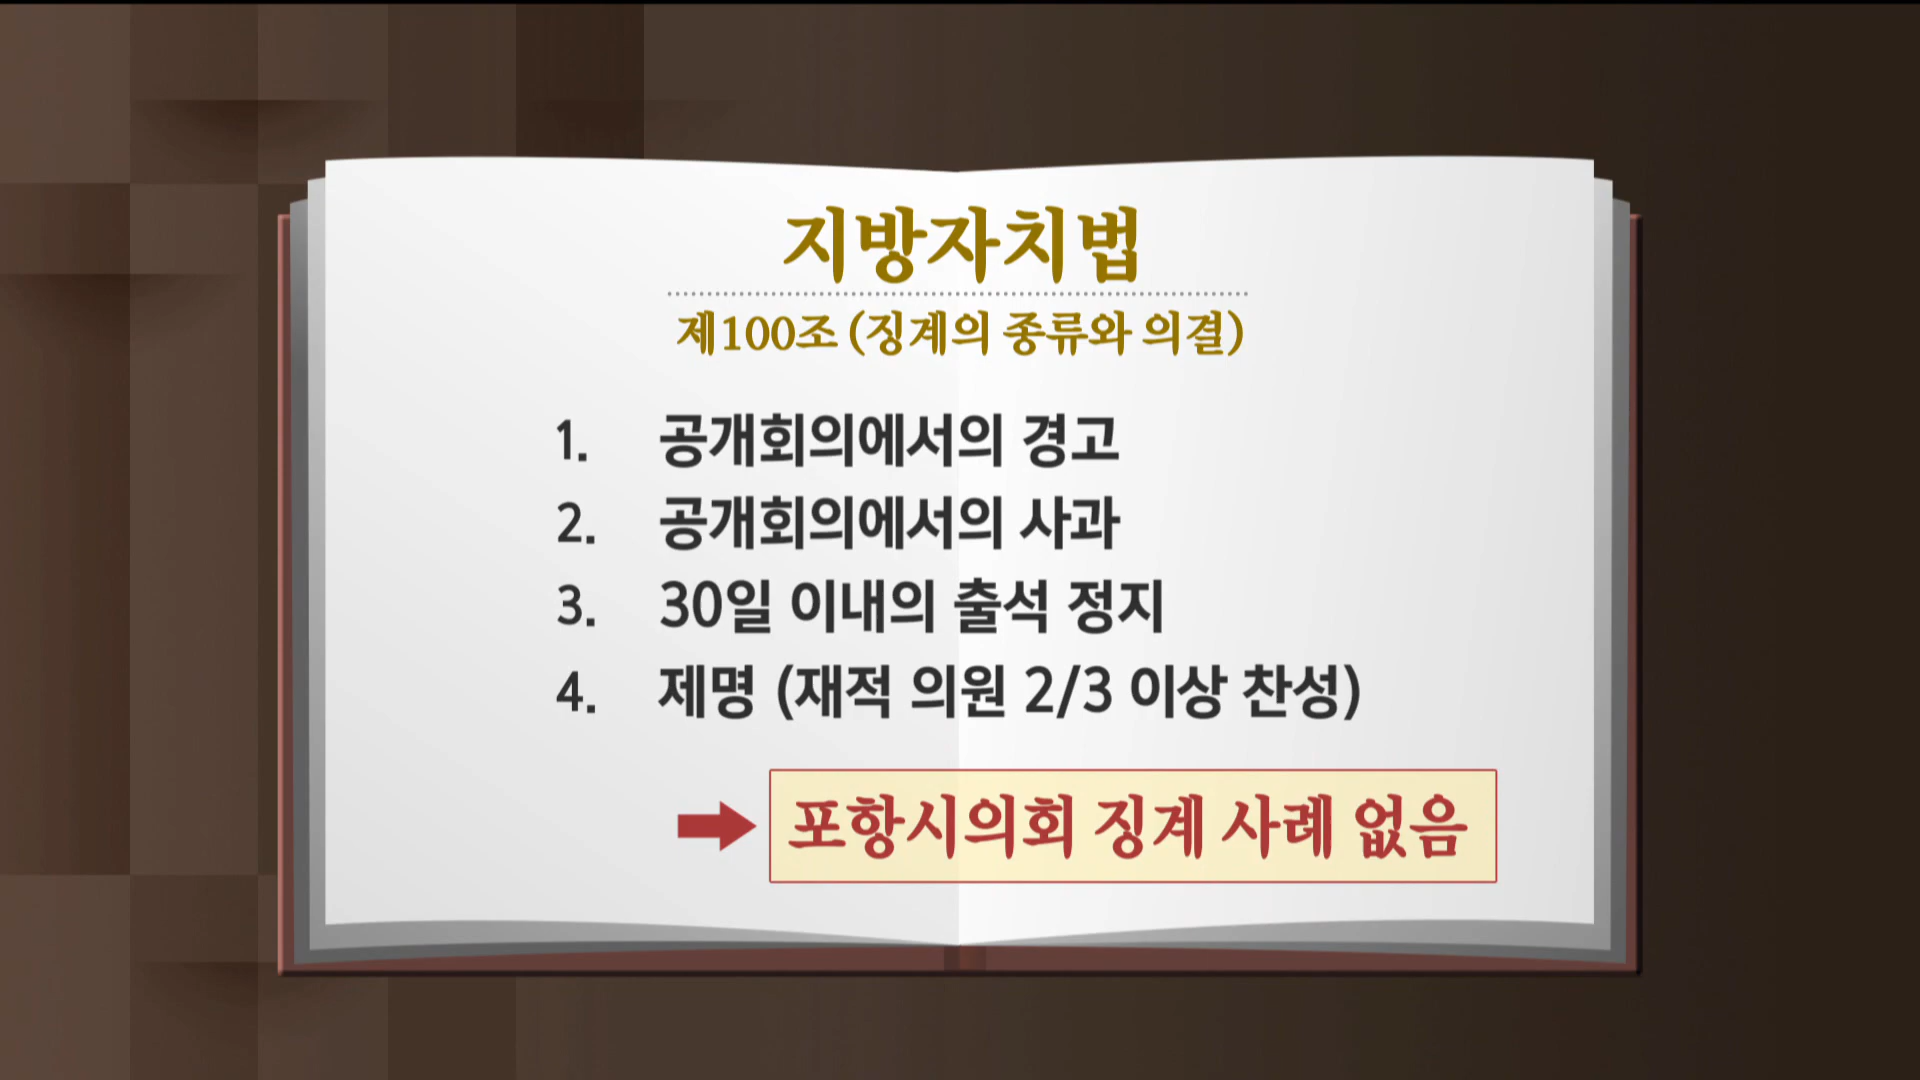 지방자치법
제100조 (징계의 종류와 의결)
1. 공개회의에서의 경고
2. 공개회의에서의 사과
3. 30일 이내의 출석 정지
4. 제명 (재적 의원 2/3 이상 찬성)
포항시의회 징계 사례 없음